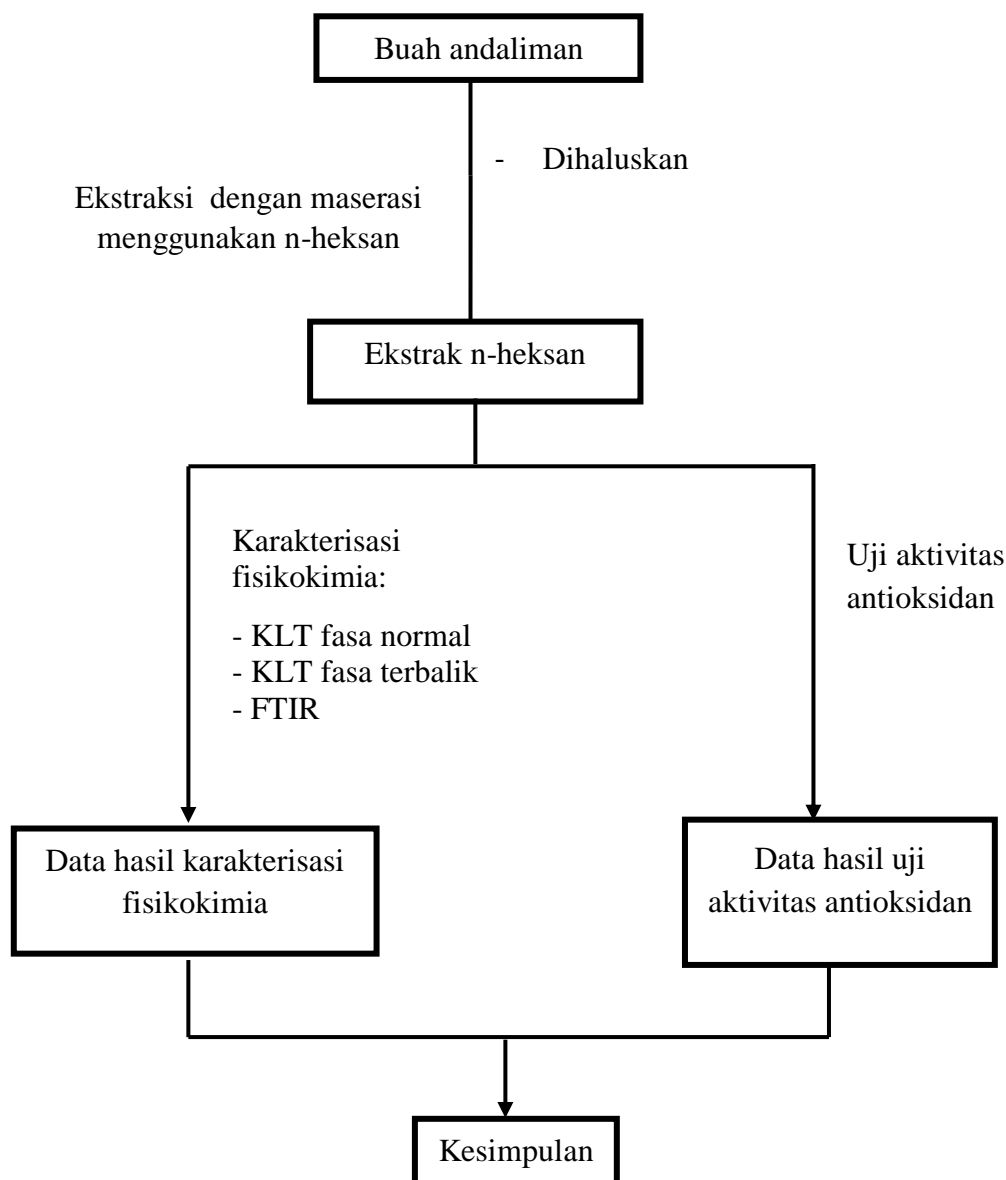 Buah andaliman
- Dihaluskan
Ekstraksi dengan maserasi
menggunakan n-heksan
Ekstrak n-heksan
Karakterisasi
fisikokimia:
- KLT fasa normal
- KLT fasa terbalik
- FTIR
Uji aktivitas
antioksidan
Data hasil karakterisasi
fisikokimia
Data hasil uji
aktivitas antioksidan
Kesimpulan